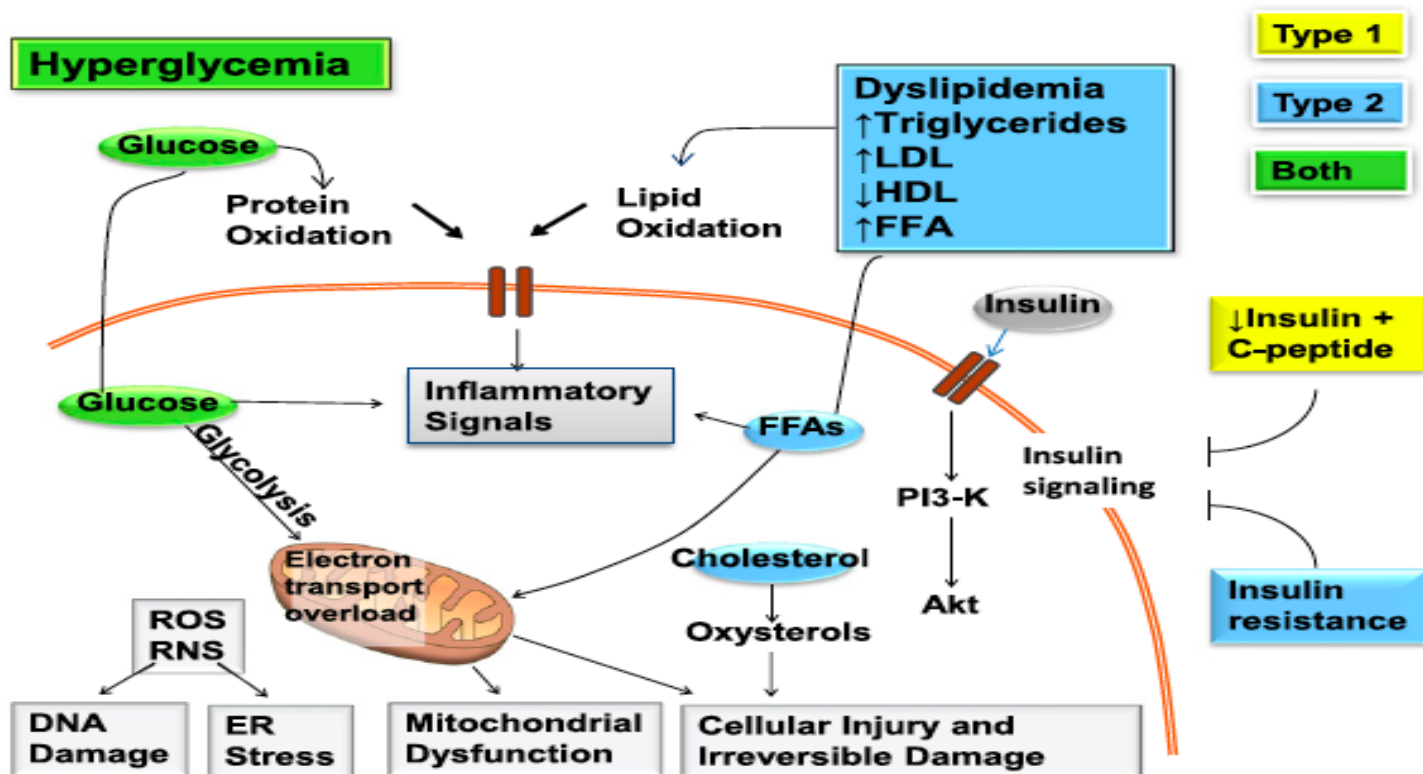 Hyperglycemia
Type 1
Type 2
Both
Dyslipidemia
↑Triglycerides
↑LDL
↓HDL
↑FFA
Glucose
Protein
Oxidation
Lipid
Oxidation
Insulin
↓Insulin +
C-peptide
Glucose
Inflammatory
Signals
FFAs
Insulin
signaling
Glycolysis
PI3-K
Electron
transport
overload
Cholesterol
Akt
Insulin
resistance
Oxysterols
ROS
RNS
DNA
Damage
ER
Stress
Mitochondrial
Dysfunction
Cellular Injury and
Irreversible Damage